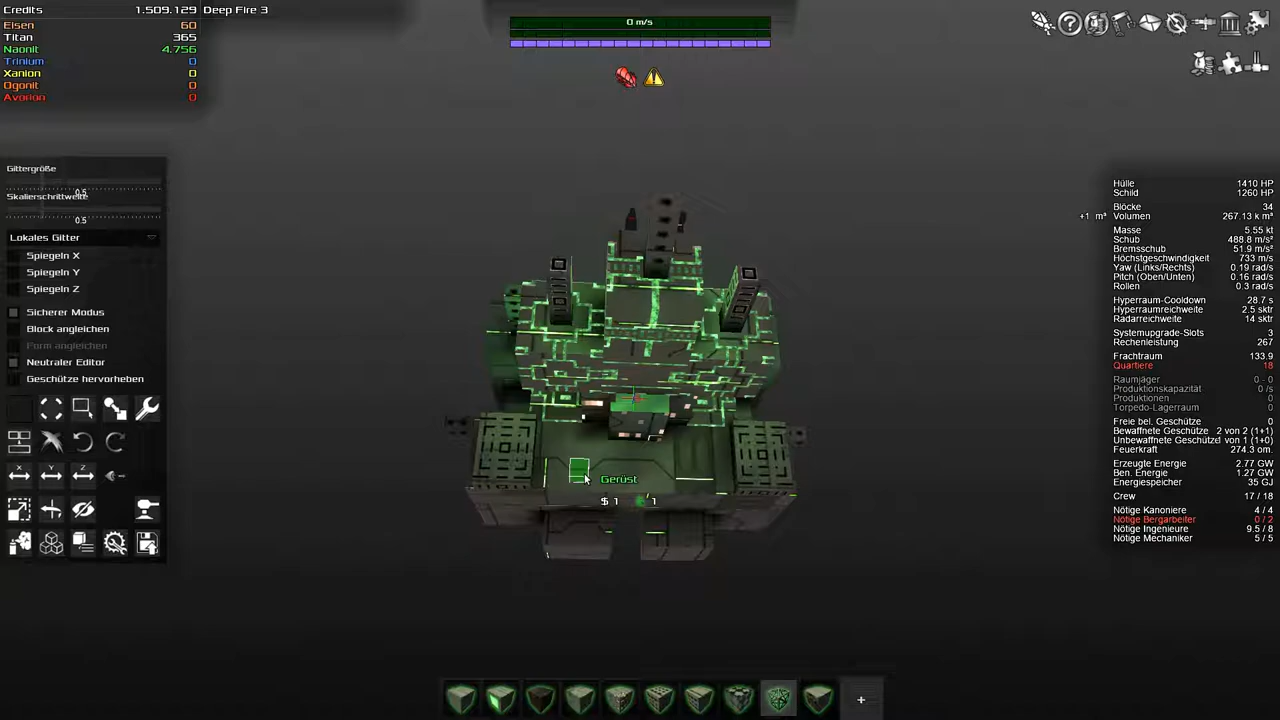 Credits 1.509.129 Deep Fire 3
Eisen 60
Titan 365
Naonit 4.756
Trinium 0
Xanion 0
Ogonit 0
Avorion 0
0 m/s
Gittergröße
0.5
Skalierschrittweite
0.5
Lokales Gitter
Spiegeln X
Spiegeln Y
Spiegeln Z
Sicherer Modus
Block angleichen
Form angleichen
Neutraler Editor
Geschütze hervorheben
X Y Z
Gerüst
$ 1 1
Hülle 1410 HP
Schild 1260 HP
Blöcke 34
+1 m³ Volumen 267.13 k m³
Masse 5.55 kt
Schub 488.8 m/s²
Bremsschub 51.9 m/s²
Höchstgeschwindigkeit 733 m/s
Yaw (Links/Rechts) 0.19 rad/s
Pitch (Oben/Unten) 0.16 rad/s
Rollen 0.3 rad/s
Hyperraum-Cooldown 28.7 s
Hyperraumreichweite 2.5 sktr
Radarreichweite 14 sktr
Systemupgrade-Slots 3
Rechenleistung 267
Frachtraum 133.9
Quartiere 18
Raumjäger 0 - 0
Produktionskapazität 0
Produktionen 0
Torpedo-Lagerraum 0
Freie bel. Geschütze 0
Bewaffnete Geschütze 2 von 2 (1+1)
Unbewaffnete Geschütz 1 von 1 (1+0)
Feuerkraft 274.3 om.
Erzeugte Energie 2.77 GW
Ben. Energie 1.27 GW
Energiespeicher 35 GJ
Crew 17 / 18
Nötige Kanoniere 4 / 4
Nötige Bergarbeiter 0 / 2
Nötige Ingenieure 9.5 / 8
Nötige Mechaniker 5 / 5
+